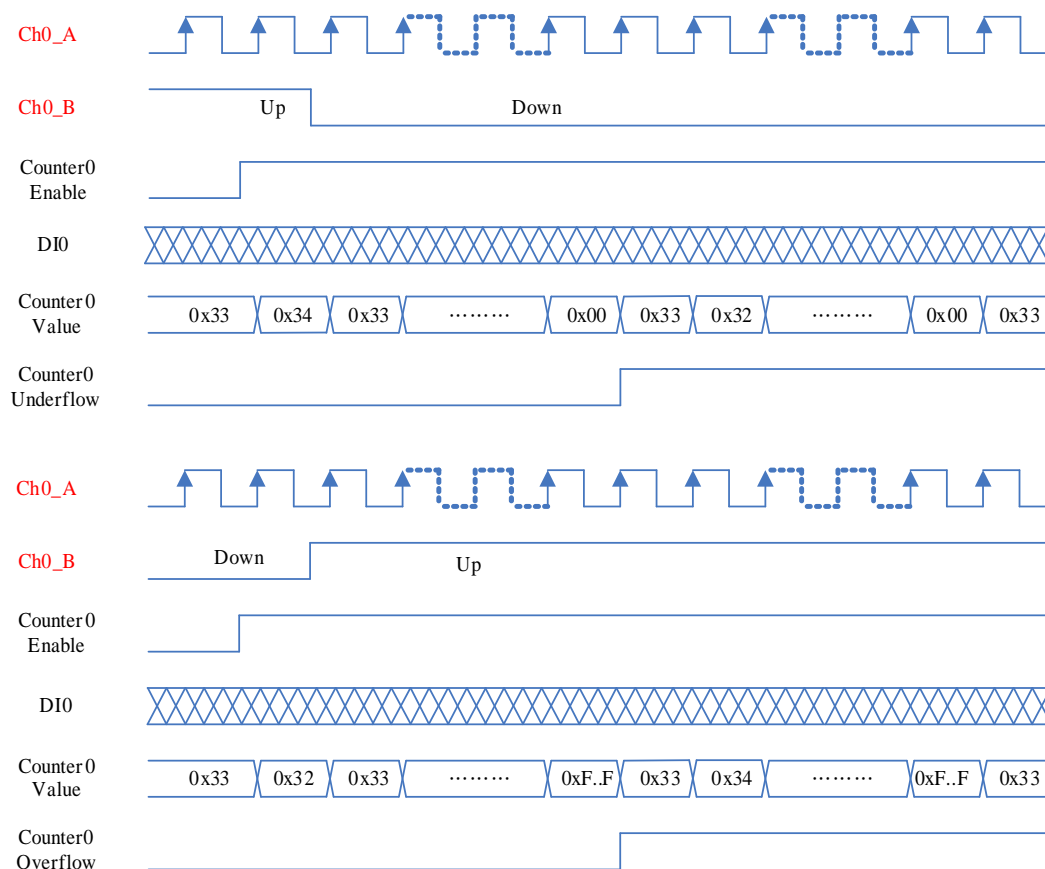 Ch0_A
Ch0_B
Up
Down
Counter0
Enable
DI0
Counter0
Value
0x33 0x34 0x33 ……… 0x00 0x33 0x32 ……… 0x00 0x33
Counter0
Underflow
Ch0_A
Ch0_B
Down
Up
Counter0
Enable
DI0
Counter0
Value
0x33 0x32 0x33 ……… 0xF..F 0x33 0x34 ……… 0xF..F 0x33
Counter0
Overflow